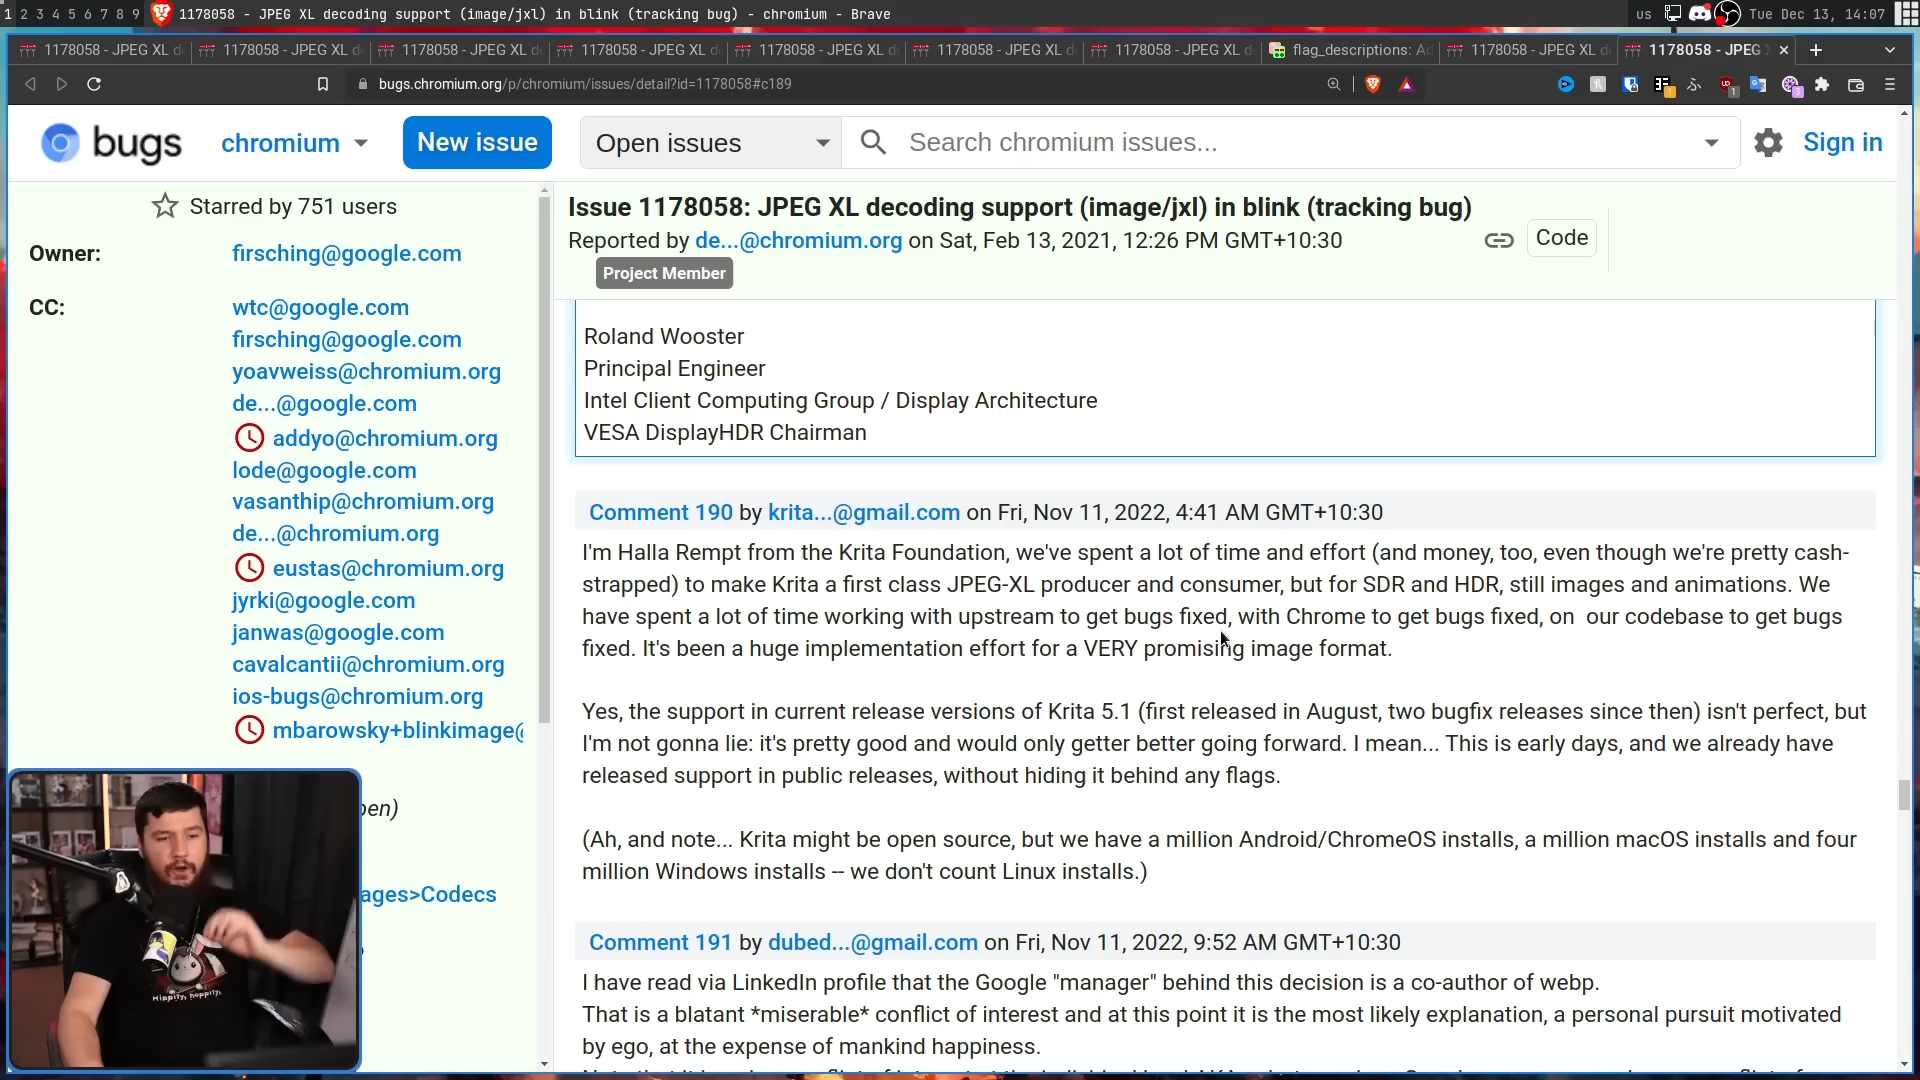 1 2 3 4 5 6 7 8 9 1178058 - JPEG XL decoding support (image/jxl) in blink (tracking bug) - chromium - Brave us Tue Dec 13, 14:07
1178058 - JPEG XL d 1178058 - JPEG XL d 1178058 - JPEG XL d 1178058 - JPEG XL d 1178058 - JPEG XL d 1178058 - JPEG XL d 1178058 - JPEG XL d flag_descriptions: Ad 1178058 - JPEG XL d 1178058 - JPEG
bugs.chromium.org/p/chromium/issues/detail?id=1178058#c189
bugs chromium New issue Open issues Search chromium issues... Sign in
Starred by 751 users
Owner: firsching@google.com
CC: wtc@google.com
firsching@google.com
yoavweiss@chromium.org
de...@google.com
addyo@chromium.org
lode@google.com
vasanthip@chromium.org
de...@chromium.org
eustas@chromium.org
jyrki@google.com
janwas@google.com
cavalcantii@chromium.org
ios-bugs@chromium.org
mbarowsky+blinkimage@
pen)
ages>Codecs
Hippity, hoppity,
Issue 1178058: JPEG XL decoding support (image/jxl) in blink (tracking bug)
Reported by de...@chromium.org on Sat, Feb 13, 2021, 12:26 PM GMT+10:30 Code
Project Member
Roland Wooster
Principal Engineer
Intel Client Computing Group / Display Architecture
VESA DisplayHDR Chairman
Comment 190 by krita...@gmail.com on Fri, Nov 11, 2022, 4:41 AM GMT+10:30
I'm Halla Rempt from the Krita Foundation, we've spent a lot of time and effort (and money, too, even though we're pretty cash-
strapped) to make Krita a first class JPEG-XL producer and consumer, but for SDR and HDR, still images and animations. We
have spent a lot of time working with upstream to get bugs fixed, with Chrome to get bugs fixed, on our codebase to get bugs
fixed. It's been a huge implementation effort for a VERY promising image format.
Yes, the support in current release versions of Krita 5.1 (first released in August, two bugfix releases since then) isn't perfect, but
I'm not gonna lie: it's pretty good and would only getter better going forward. I mean... This is early days, and we already have
released support in public releases, without hiding it behind any flags.
(Ah, and note... Krita might be open source, but we have a million Android/ChromeOS installs, a million macOS installs and four
million Windows installs -- we don't count Linux installs.)
Comment 191 by dubed...@gmail.com on Fri, Nov 11, 2022, 9:52 AM GMT+10:30
I have read via LinkedIn profile that the Google "manager" behind this decision is a co-author of webp.
That is a blatant *miserable* conflict of interest and at this point it is the most likely explanation, a personal pursuit motivated
by ego, at the expense of mankind happiness.